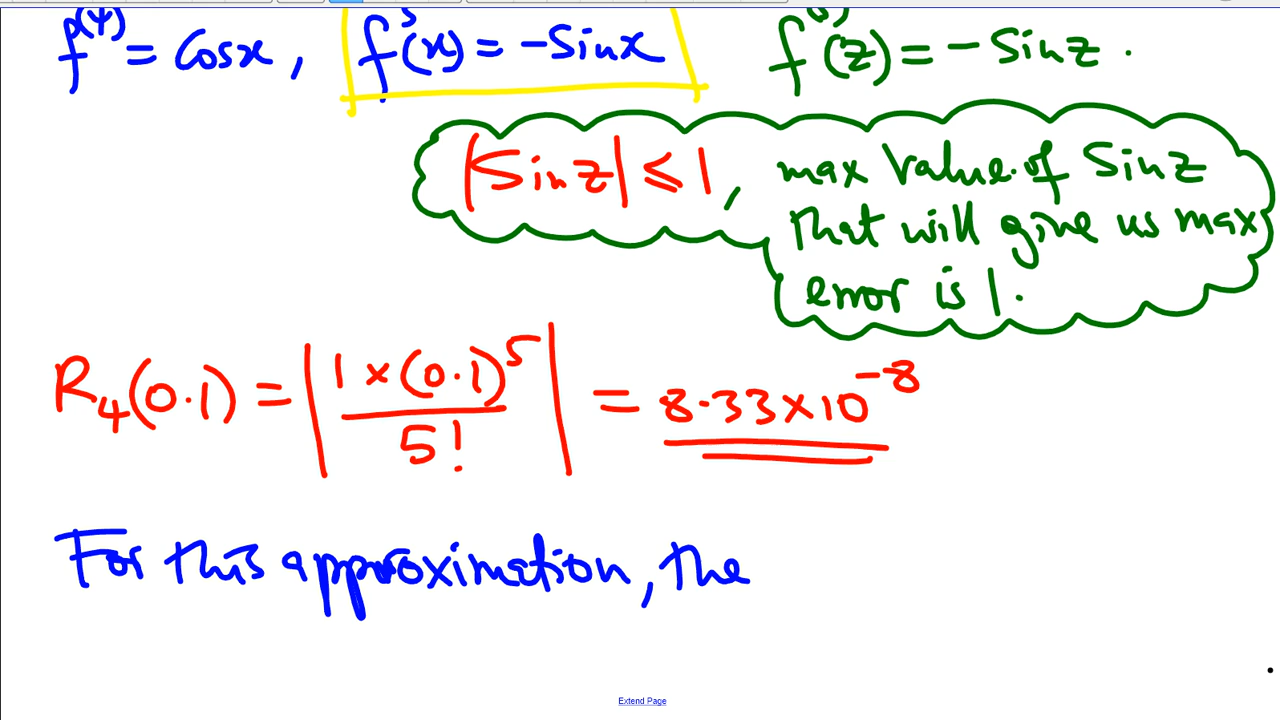 f⁽⁴⁾ = Cosx, f⁵(x) = -Sinx f⁽⁵⁾(z) = -Sinz.
|Sinz| ≤ 1, max Value of Sinz
that will give us max
error is 1.
R₄(0.1) = |1 × (0.1)⁵ / 5!| = 8.33×10⁻⁸
For this approximation, the
Extend Page